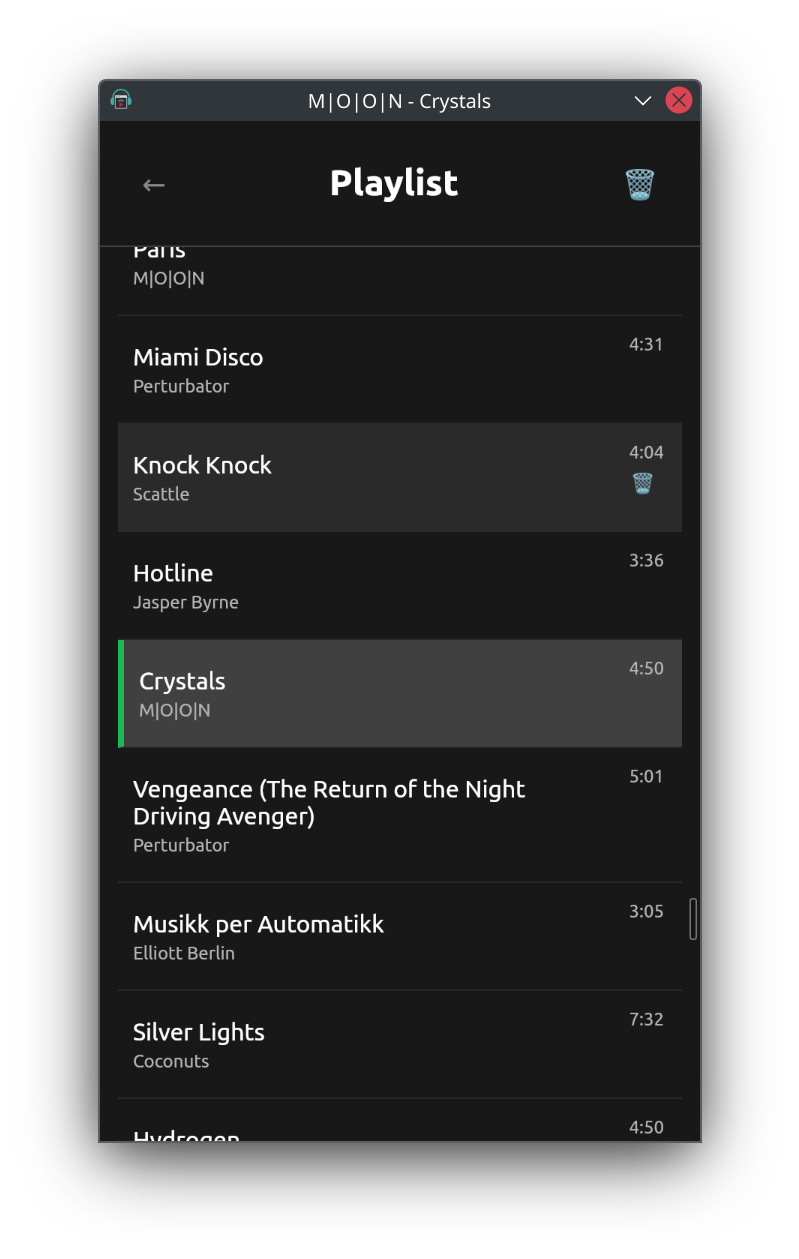 M|O|O|N - Crystals
← Playlist
Paris
M|O|O|N
Miami Disco 4:31
Perturbator
Knock Knock 4:04
Scattle
Hotline 3:36
Jasper Byrne
Crystals 4:50
M|O|O|N
Vengeance (The Return of the Night 5:01
Driving Avenger)
Perturbator
Musikk per Automatikk 3:05
Elliott Berlin
Silver Lights 7:32
Coconuts
Hydrogen 4:50